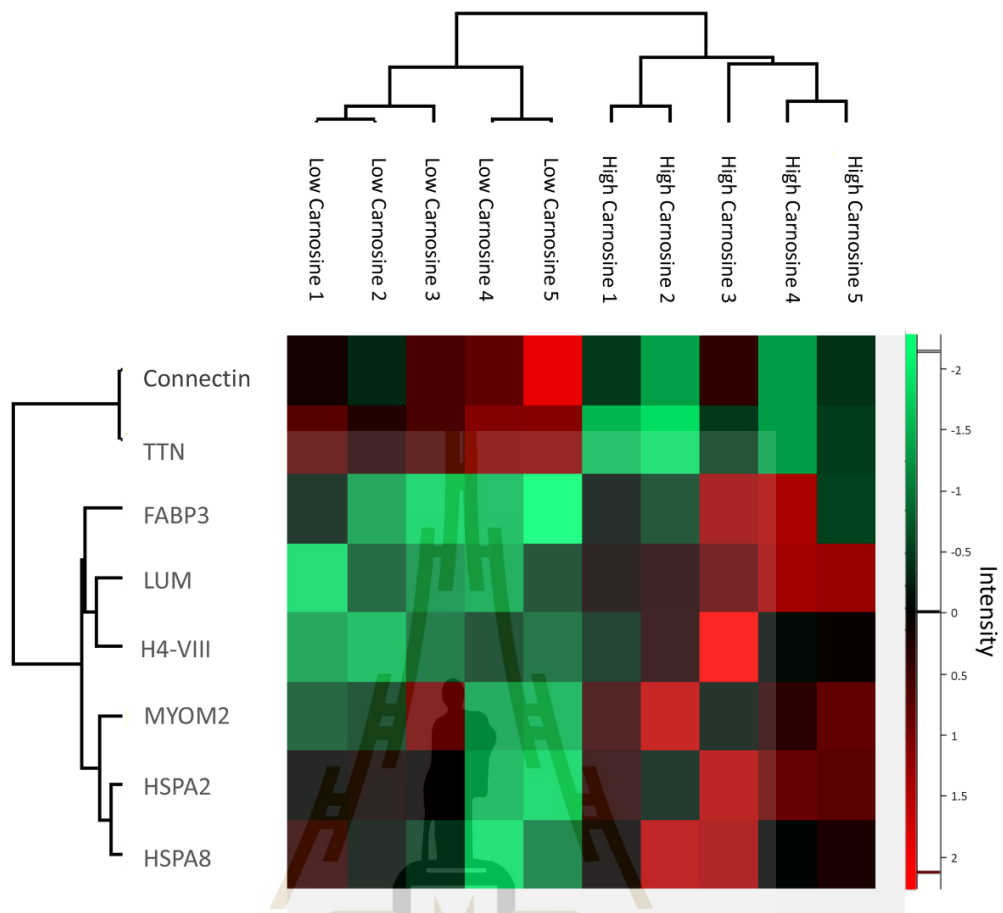 Low Carnosine 1
Low Carnosine 2
Low Carnosine 3
Low Carnosine 4
Low Carnosine 5
High Carnosine 1
High Carnosine 2
High Carnosine 3
High Carnosine 4
High Carnosine 5
Connectin
TTN
FABP3
LUM
H4-VIII
MYOM2
HSPA2
HSPA8
-2
-1.5
-1
-0.5
0
0.5
1
1.5
2
Intensity